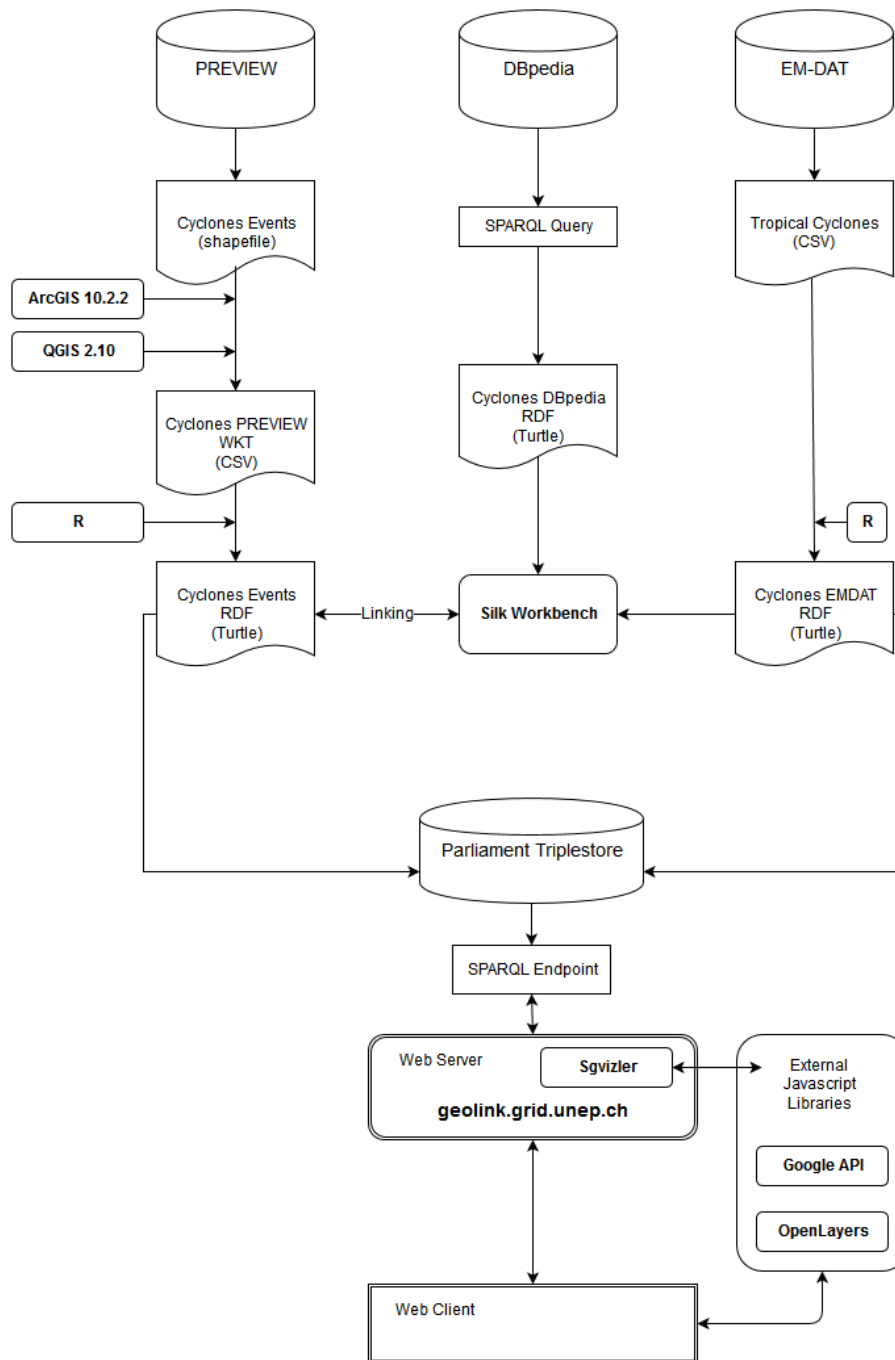 PREVIEW
DBpedia
EM-DAT
Cyclones Events
(shapefile)
SPARQL Query
Tropical Cyclones
(CSV)
ArcGIS 10.2.2
QGIS 2.10
Cyclones PREVIEW
WKT
(CSV)
Cyclones DBpedia
RDF
(Turtle)
R
R
Cyclones Events
RDF
(Turtle)
Linking
Silk Workbench
Cyclones EMDAT
RDF
(Turtle)
Parliament Triplestore
SPARQL Endpoint
Web Server
Sgvizler
geolink.grid.unep.ch
External
Javascript
Libraries
Google API
OpenLayers
Web Client